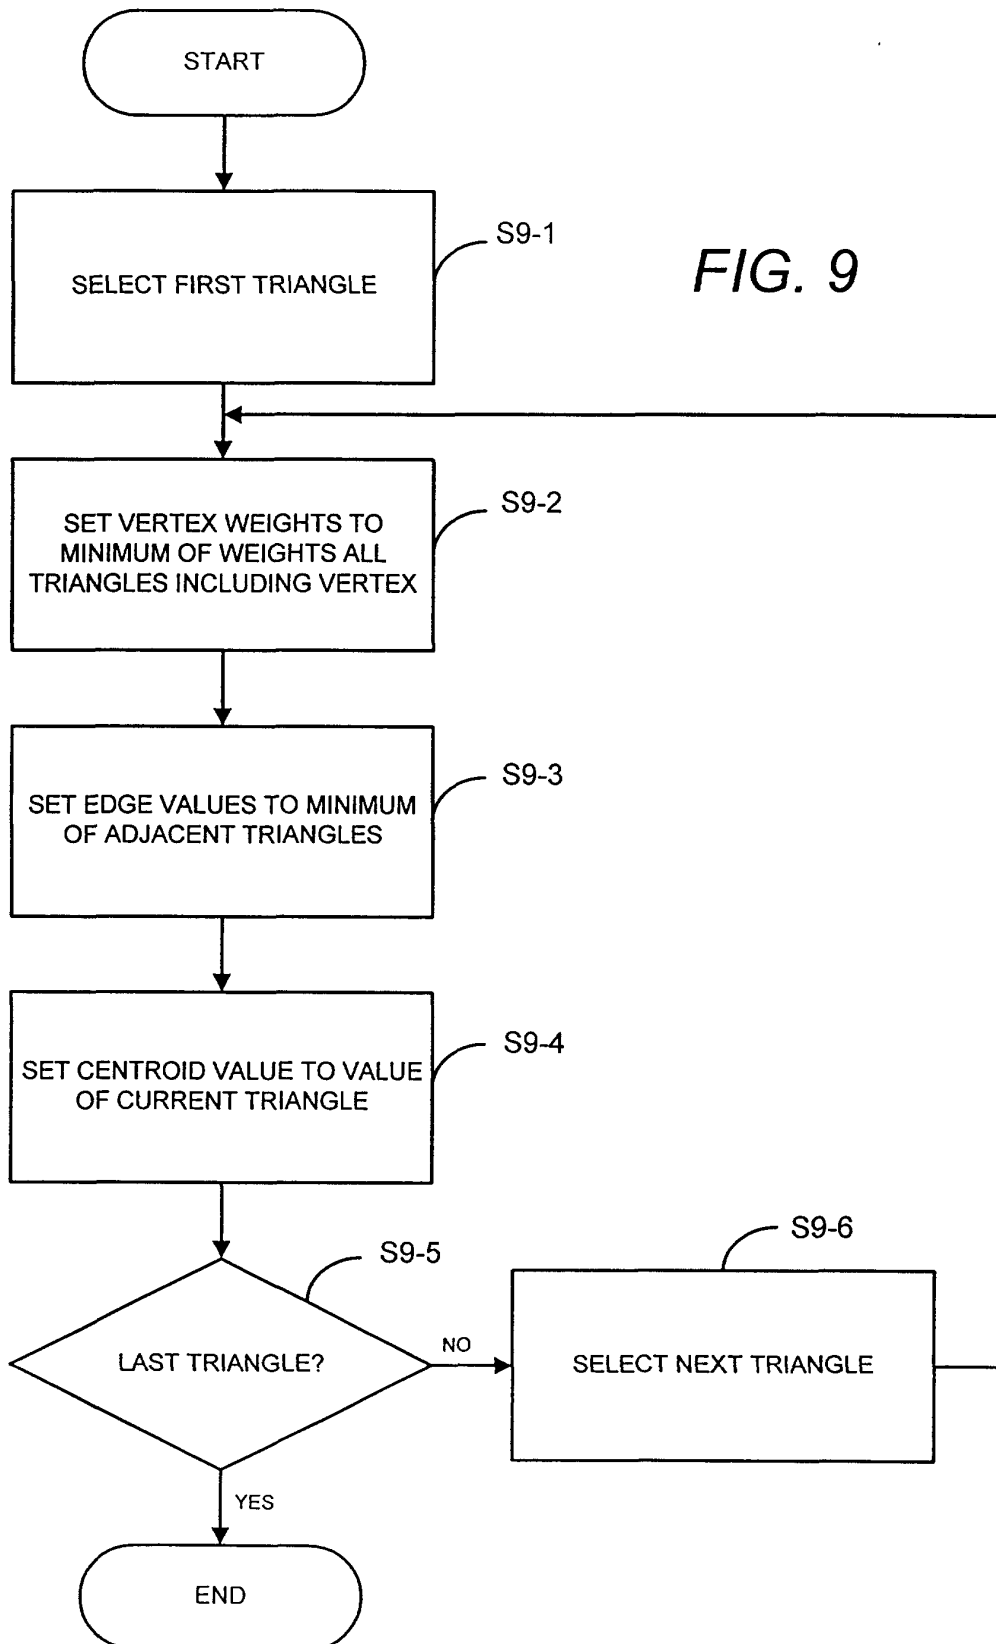 START
S9-1
FIG. 9
SELECT FIRST TRIANGLE
S9-2
SET VERTEX WEIGHTS TO
MINIMUM OF WEIGHTS ALL
TRIANGLES INCLUDING VERTEX
S9-3
SET EDGE VALUES TO MINIMUM
OF ADJACENT TRIANGLES
S9-4
SET CENTROID VALUE TO VALUE
OF CURRENT TRIANGLE
S9-5
S9-6
LAST TRIANGLE?
NO
SELECT NEXT TRIANGLE
YES
END